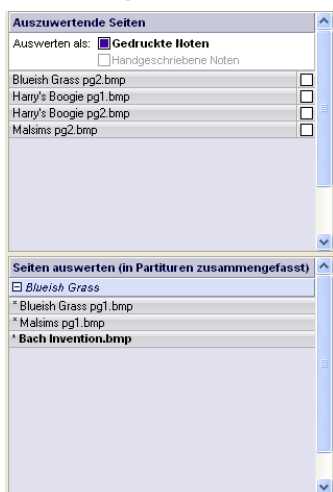 Auszuwertende Seiten
Auswerten als: Gedruckte Noten
Handgeschriebene Noten
Blueish Grass pg2.bmp
Harry's Boogie pg1.bmp
Harry's Boogie pg2.bmp
Malsims pg2.bmp
Seiten auswerten (in Partituren zusammengefasst)
Blueish Grass
* Blueish Grass pg1.bmp
* Malsims pg1.bmp
* Bach Invention.bmp